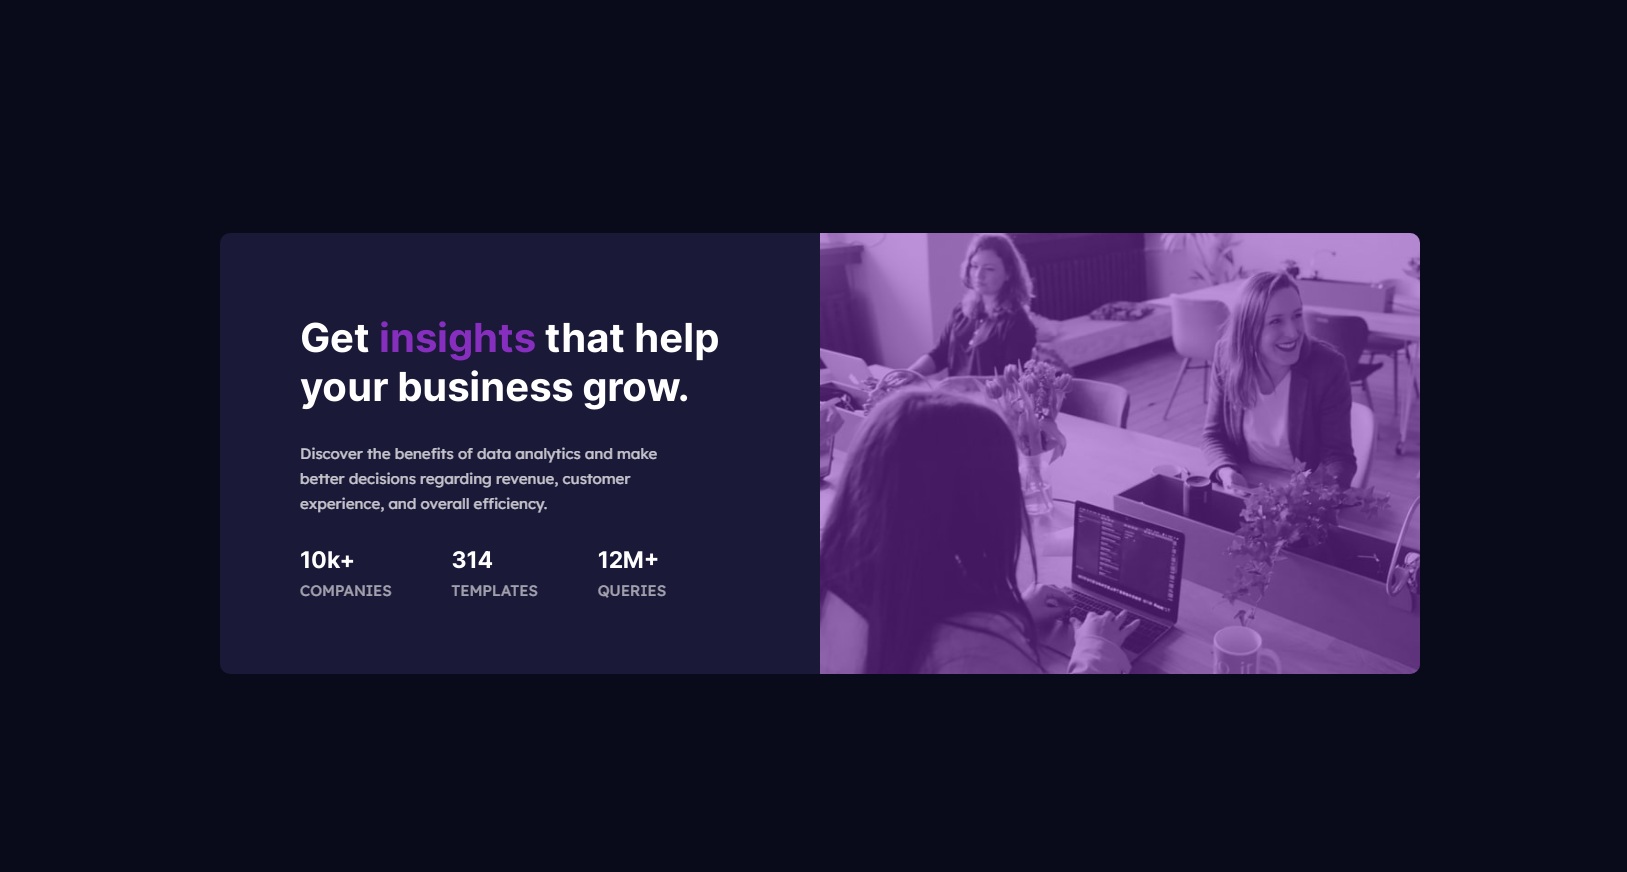 Get insights that help
your business grow.
Discover the benefits of data analytics and make
better decisions regarding revenue, customer
experience, and overall efficiency.
10k+ 314 12M+
COMPANIES TEMPLATES QUERIES